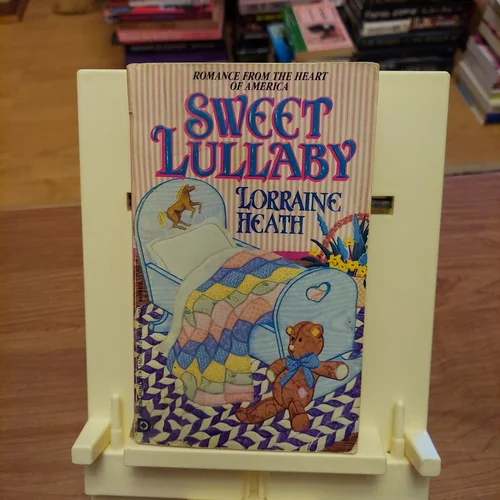 ROMANCE FROM THE HEART
OF AMERICA
SWEET
LULLABY
LORRAINE
HEATH